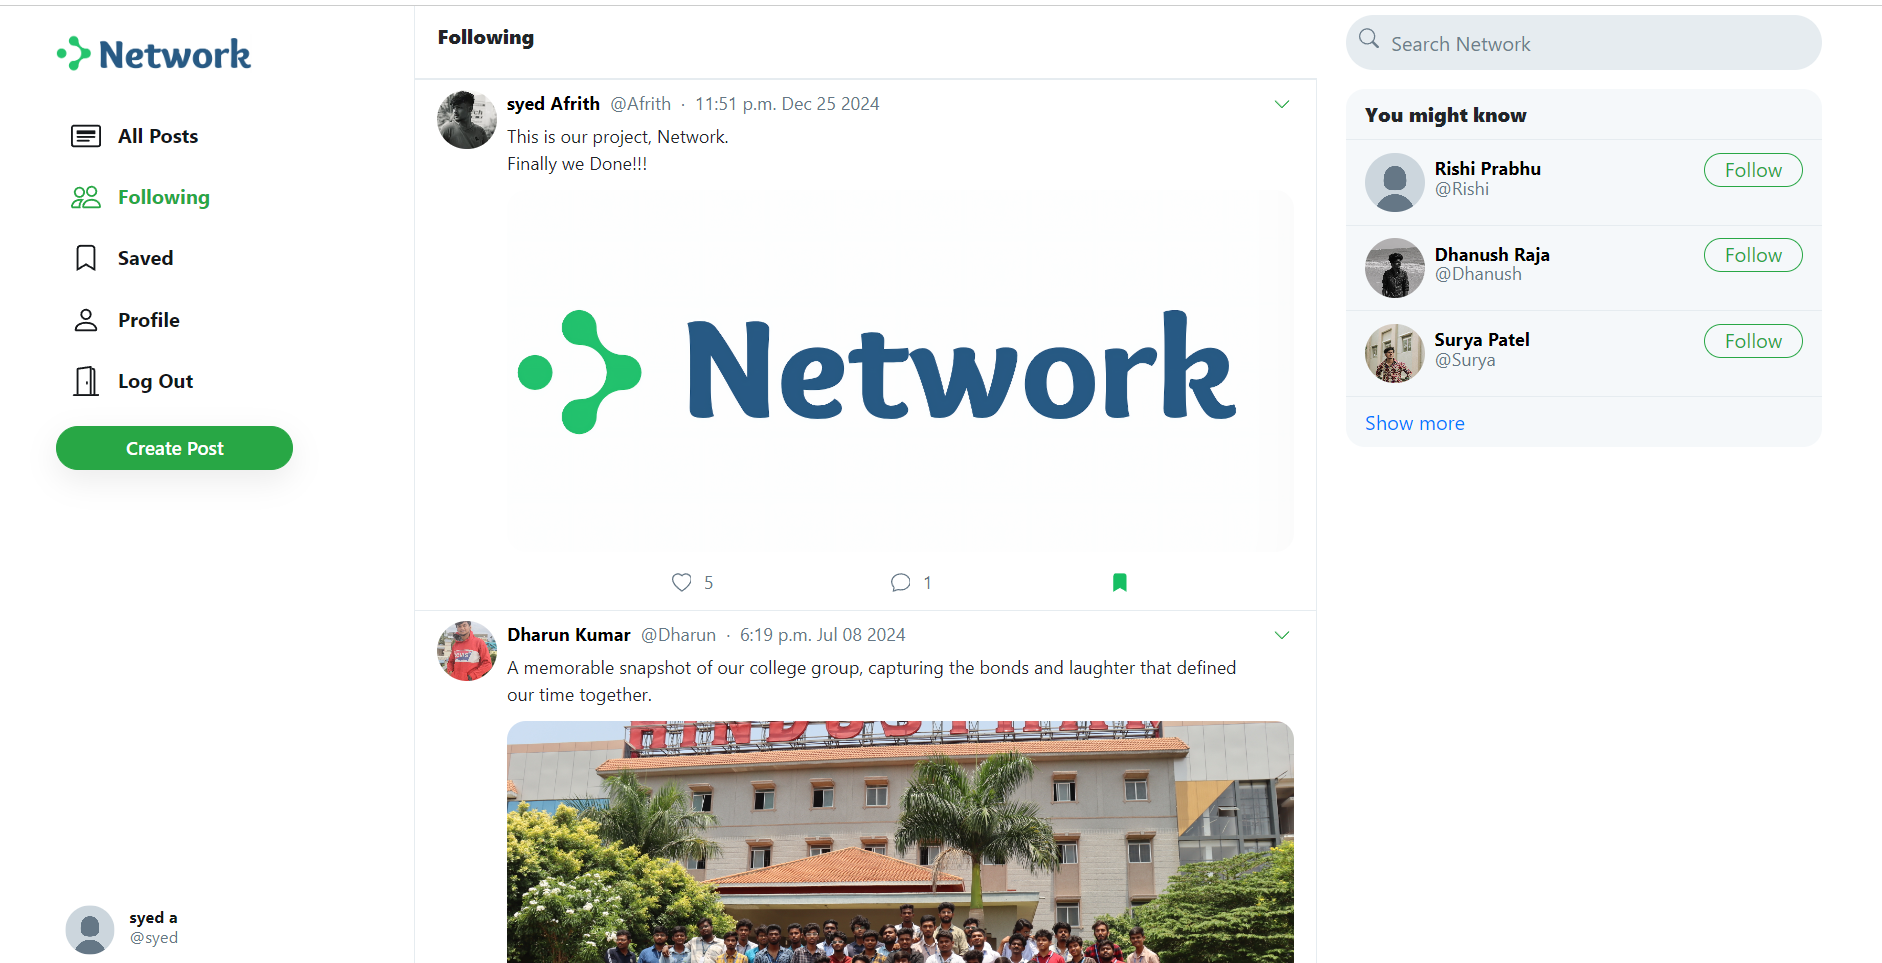 Network
All Posts
Following
Saved
Profile
Log Out
Create Post
syed a
@syed
Following
syed Afrith @Afrith · 11:51 p.m. Dec 25 2024
This is our project, Network.
Finally we Done!!!
Network
5
1
Dharun Kumar @Dharun · 6:19 p.m. Jul 08 2024
A memorable snapshot of our college group, capturing the bonds and laughter that defined
our time together.
Search Network
You might know
Rishi Prabhu
@Rishi
Follow
Dhanush Raja
@Dhanush
Follow
Surya Patel
@Surya
Follow
Show more